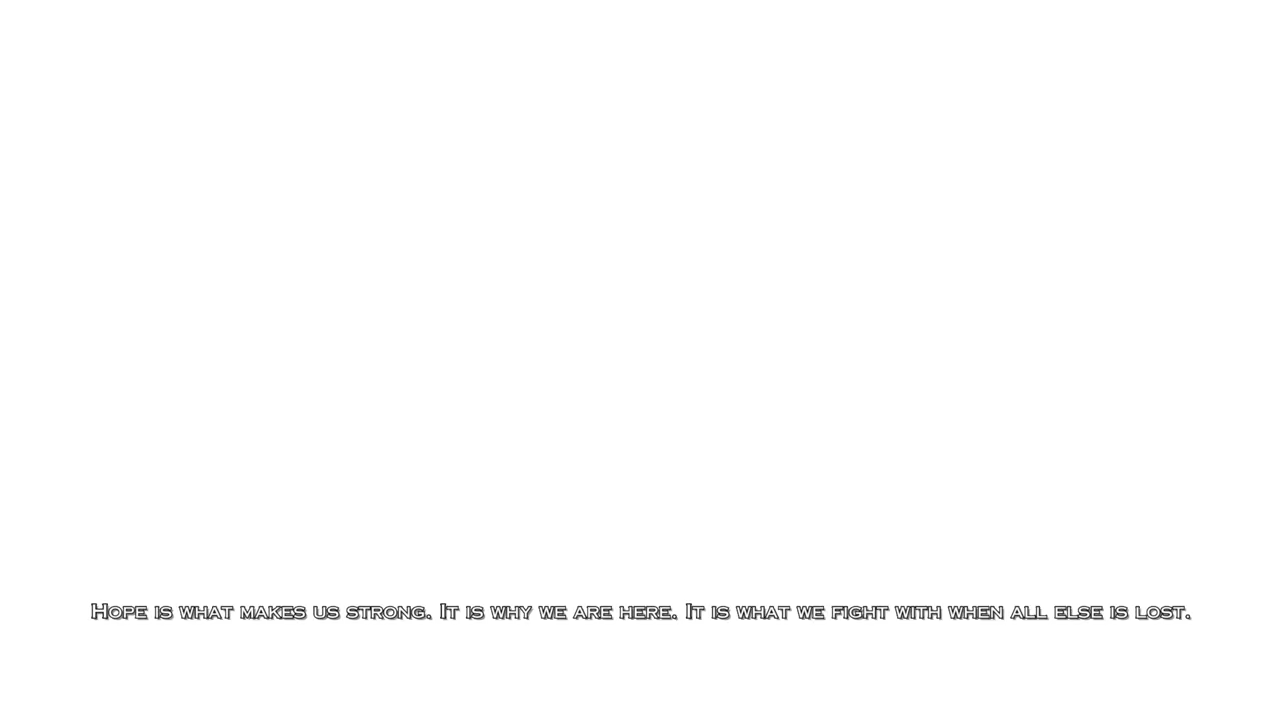 Hope is what makes us strong. It is why we are here. It is what we fight with when all else is lost.